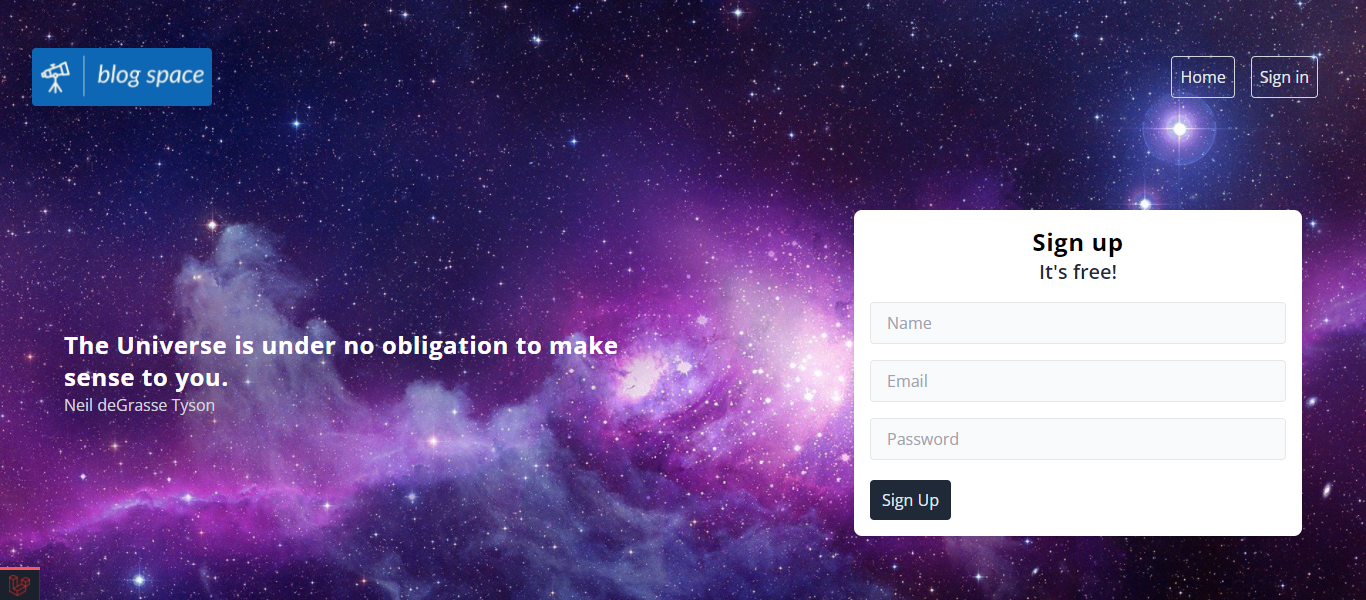 blog space
Home
Sign in
Sign up
It's free!
Name
Email
Password
Sign Up
The Universe is under no obligation to make
sense to you.
Neil deGrasse Tyson